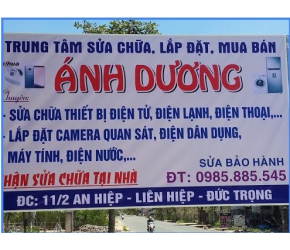 TRUNG TÂM SỬA CHỮA, LẮP ĐẶT, MUA BÁN
ÁNH DƯƠNG
Chuyên:
- SỬA CHỮA THIẾT BỊ ĐIỆN TỬ, ĐIỆN LẠNH, ĐIỆN THOẠI,...
- LẮP ĐẶT CAMERA QUAN SÁT, ĐIỆN DÂN DỤNG,
MÁY TÍNH, ĐIỆN NƯỚC,...
SỬA BẢO HÀNH
HẬN SỬA CHỮA TẠI NHÀ
ĐT: 0985.885.545
ĐC: 11/2 AN HIỆP - LIÊN HIỆP - ĐỨC TRỌNG